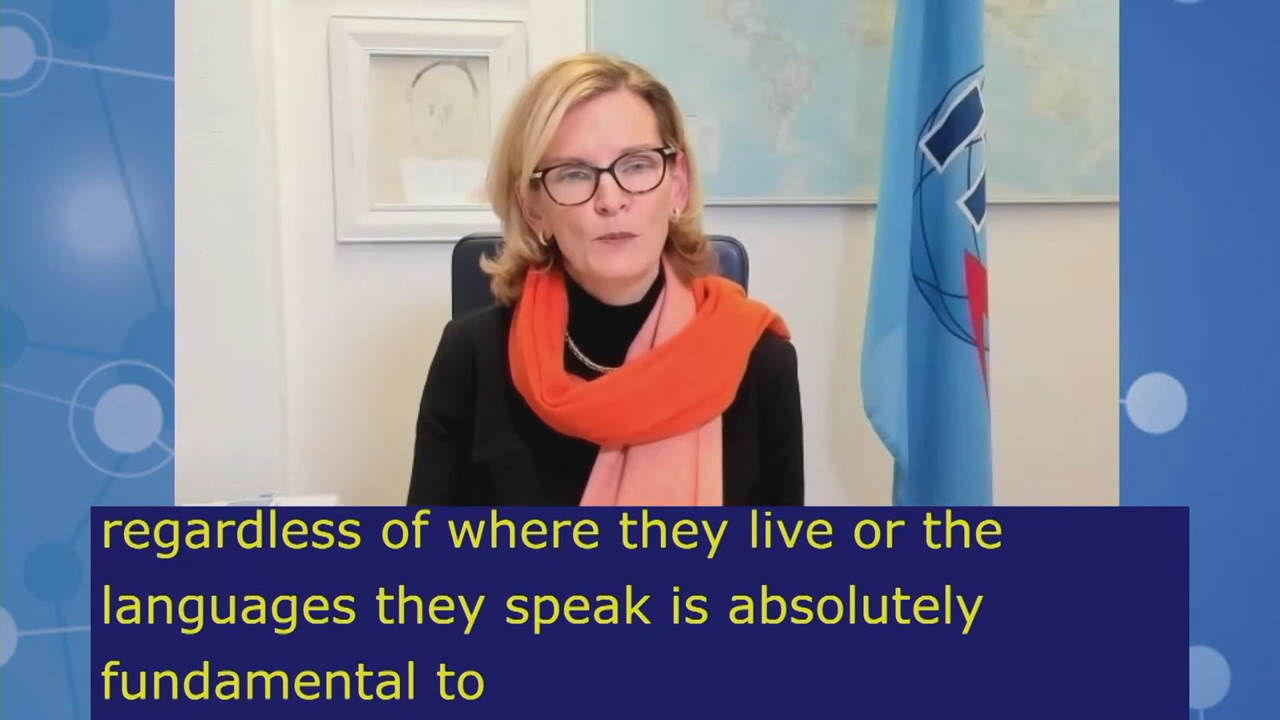 regardless of where they live or the
languages they speak is absolutely
fundamental to